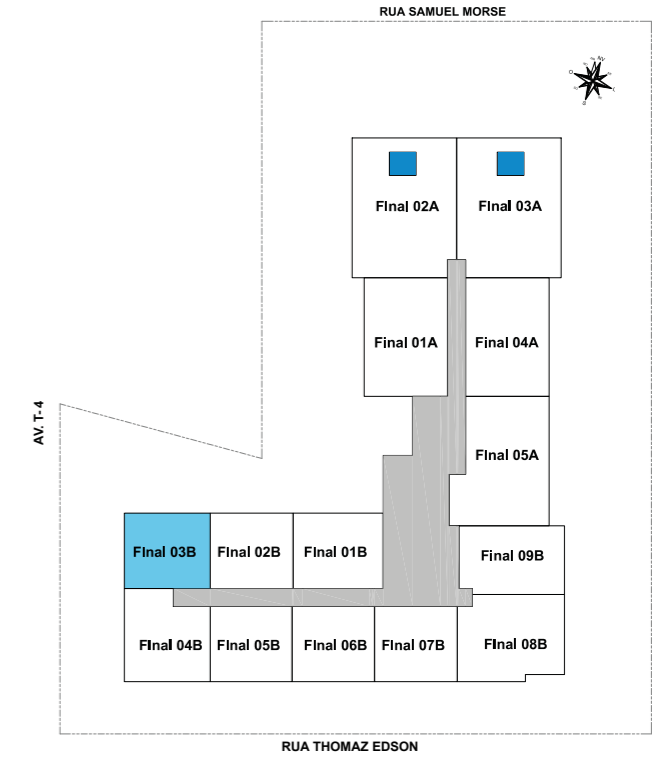 RUA SAMUEL MORSE
FInal 02A
FInal 03A
Final 01A
Final 04A
AV. T- 4
FInal 05A
FInal 03B
FInal 02B
FInal 01B
Final 09B
FInal 04B
FInal 05B
FInal 06B
FInal 07B
FInal 08B
RUA THOMAZ EDSON